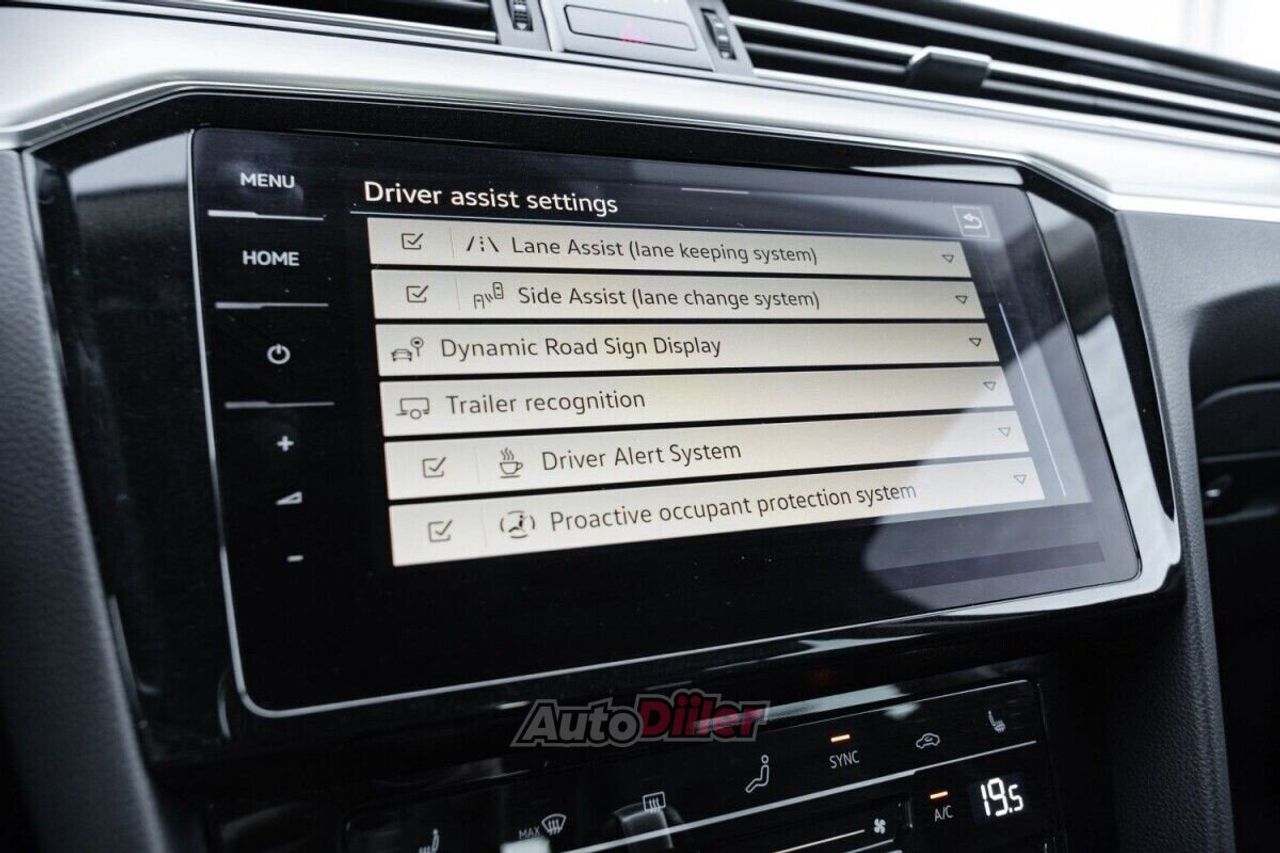 MENU
Driver assist settings
Lane Assist (lane keeping system)
HOME
Side Assist (lane change system)
Dynamic Road Sign Display
Trailer recognition
Driver Alert System
Proactive occupant protection system
AutoDiiler
SYNC
MAX
A/C
19.5